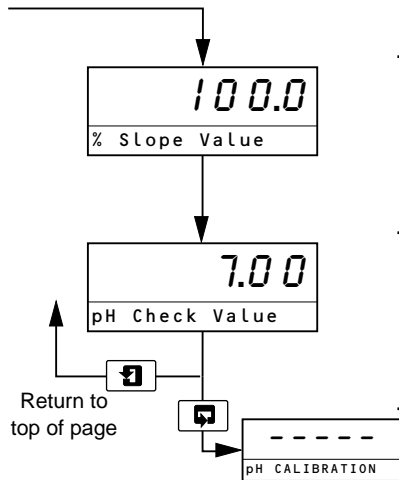 100.0
% Slope Value
7.00
pH Check Value
Return to
top of page
-----
pH CALIBRATION